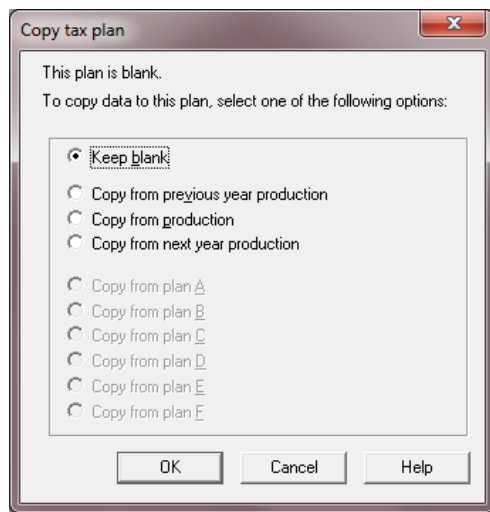 Copy tax plan
This plan is blank.
To copy data to this plan, select one of the following options:
Keep blank
Copy from previous year production
Copy from production
Copy from next year production
Copy from plan A
Copy from plan B
Copy from plan C
Copy from plan D
Copy from plan E
Copy from plan F
OK Cancel Help